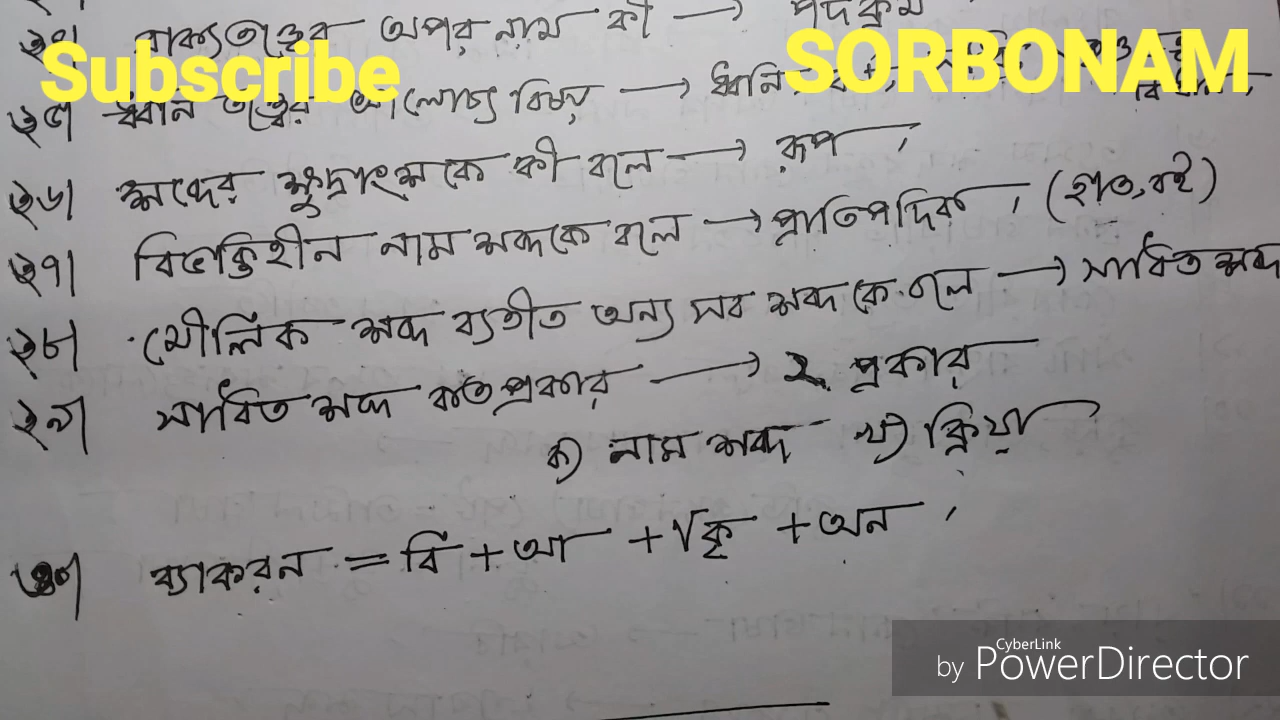 ২৪। বাক্যতত্ত্বের অপর নাম কী → পদক্রম
Subscribe
SORBONAM
২৫। ধ্বনি তত্ত্বের আলোচ্য বিষয় → ধ্বনি
বিধান,
২৬। শব্দের ক্ষুদ্রাংশকে কী বলে → রূপ,
২৭। বিভক্তিহীন নাম শব্দকে বলে → প্রাতিপদিক, (হাত, বই)
২৮। মৌলিক শব্দ ব্যতীত অন্য সব শব্দকে বলে → সাধিত শব্দ
২৯। সাধিত শব্দ কতপ্রকার → ২ প্রকার
ক) নাম শব্দ খ) ক্রিয়া
৩০। ব্যাকরন = বি + আ + √কৃ + অন,
CyberLink
by PowerDirector